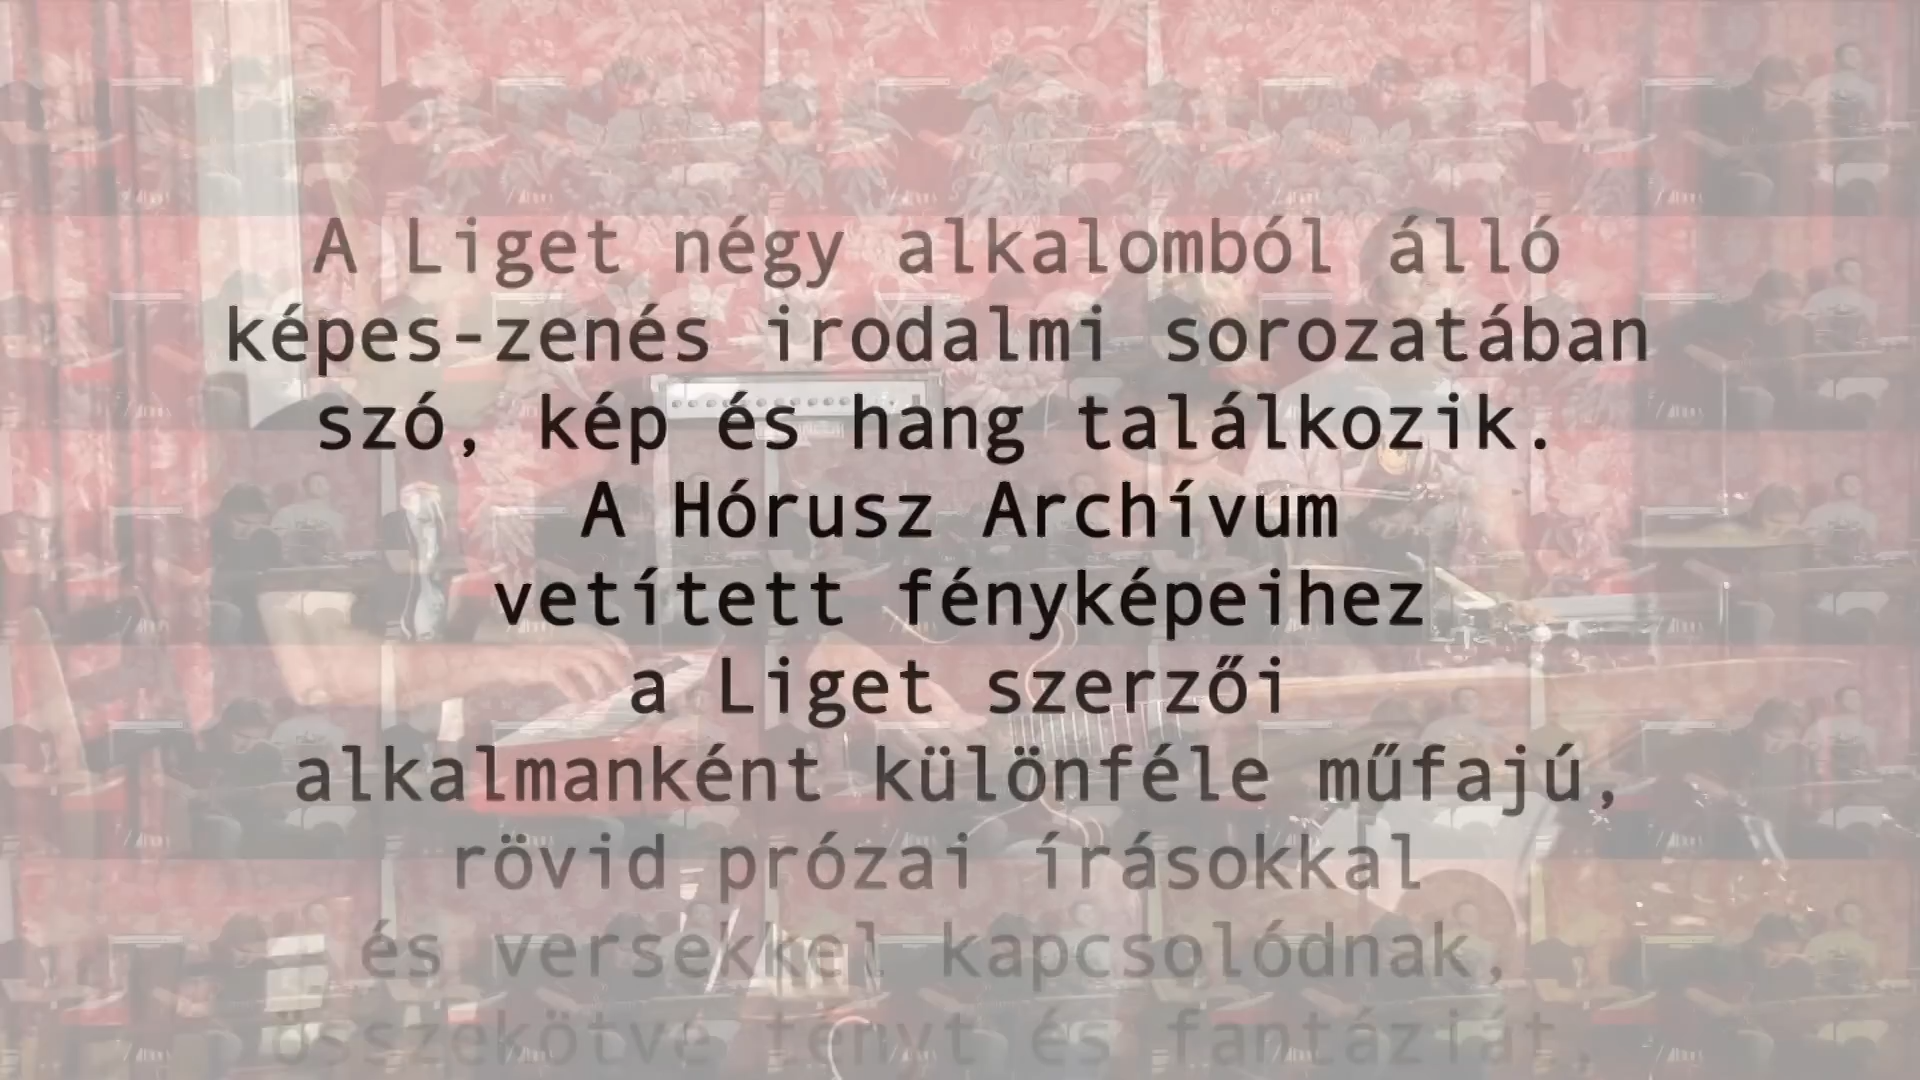 A Liget négy alkalomból álló
képes-zenés irodalmi sorozatában
szó, kép és hang találkozik.
A Hórusz Archívum
vetített fényképeihez
a Liget szerzői
alkalmanként különféle műfajú,
rövid prózai írásokkal
és versekkel kapcsolódnak,
összekötve tényt és fantáziát.